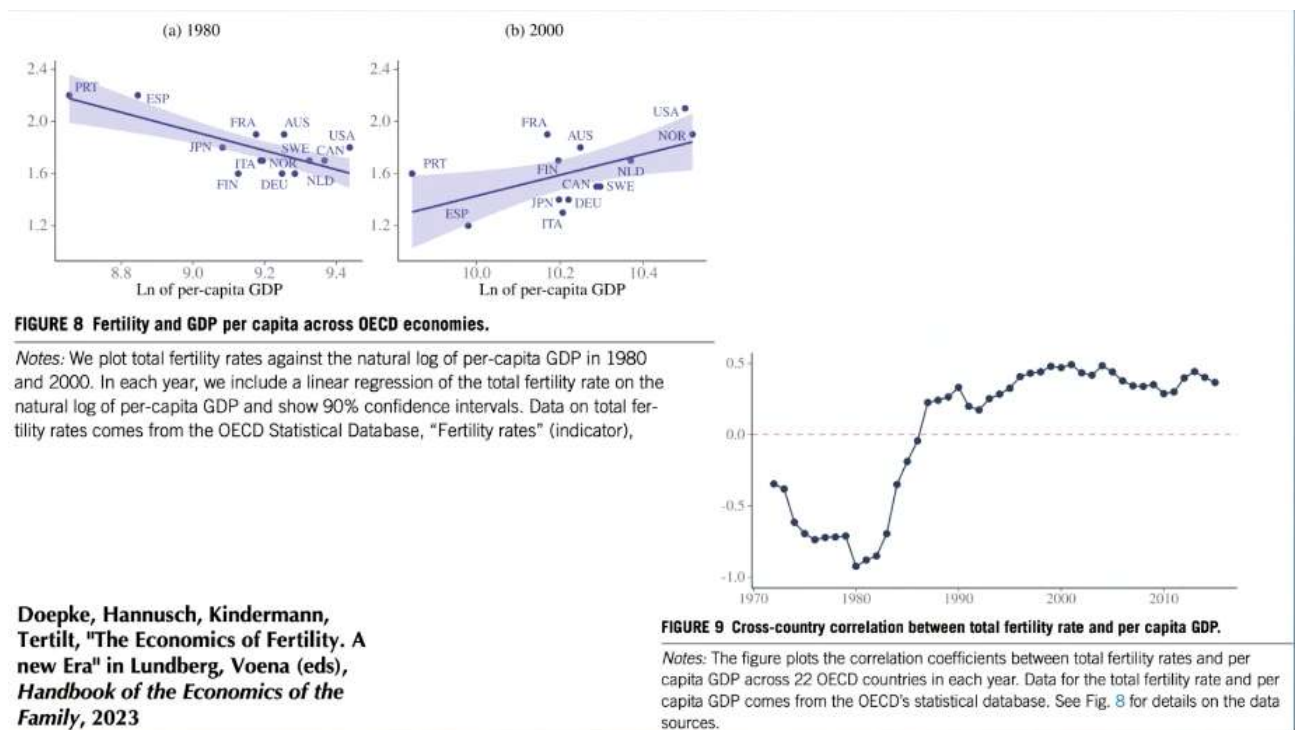 (a) 1980
2.4
2.0
1.6
1.2
PRT
ESP
FRA
AUS
USA
JPN
SWE
CAN
ITA
NOR
FIN
DEU
NLD
8.8 9.0 9.2 9.4
Ln of per-capita GDP
(b) 2000
2.4
2.0
1.6
1.2
USA
FRA
NOR
AUS
PRT
FIN
NLD
CAN
SWE
JPN
DEU
ESP
ITA
10.0 10.2 10.4
Ln of per-capita GDP
FIGURE 8 Fertility and GDP per capita across OECD economies.
Notes: We plot total fertility rates against the natural log of per-capita GDP in 1980
and 2000. In each year, we include a linear regression of the total fertility rate on the
natural log of per-capita GDP and show 90% confidence intervals. Data on total fer-
tility rates comes from the OECD Statistical Database, “Fertility rates” (indicator),
0.5
0.0
-0.5
-1.0
1970 1980 1990 2000 2010
FIGURE 9 Cross-country correlation between total fertility rate and per capita GDP.
Notes: The figure plots the correlation coefficients between total fertility rates and per
capita GDP across 22 OECD countries in each year. Data for the total fertility rate and per
capita GDP comes from the OECD's statistical database. See Fig. 8 for details on the data
sources.
Doepke, Hannusch, Kindermann,
Tertilt, "The Economics of Fertility. A
new Era" in Lundberg, Voena (eds),
Handbook of the Economics of the
Family, 2023